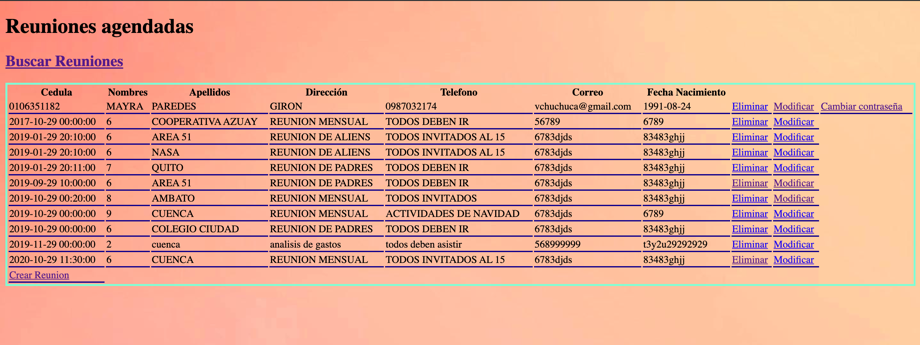 Reuniones agendadas
Buscar Reuniones
Cedula Nombres Apellidos Dirección Telefono Correo Fecha Nacimiento
0106351182 MAYRA PAREDES GIRON 0987032174 vchuchuca@gmail.com 1991-08-24 Eliminar Modificar Cambiar contraseña
2017-10-29 00:00:00 6 COOPERATIVA AZUAY REUNION MENSUAL TODOS DEBEN IR 56789 6789 Eliminar Modificar
2019-01-29 20:10:00 6 AREA 51 REUNION DE ALIENS TODOS INVITADOS AL 15 6783djds 83483ghjj Eliminar Modificar
2019-01-29 20:10:00 6 NASA REUNION DE ALIENS TODOS INVITADOS AL 15 6783djds 83483ghjj Eliminar Modificar
2019-01-29 20:11:00 7 QUITO REUNION DE PADRES TODOS DEBEN IR 6783djds 83483ghjj Eliminar Modificar
2019-09-29 10:00:00 6 AREA 51 REUNION DE PADRES TODOS DEBEN IR 6783djds 83483ghjj Eliminar Modificar
2019-10-29 00:20:00 8 AMBATO REUNION MENSUAL TODOS INVITADOS 6783djds 83483ghjj Eliminar Modificar
2019-10-29 00:00:00 9 CUENCA REUNION MENSUAL ACTIVIDADES DE NAVIDAD 6783djds 6789 Eliminar Modificar
2019-10-29 00:00:00 6 COLEGIO CIUDAD REUNION MENSUAL TODOS DEBEN IR 6783djds 83483ghjj Eliminar Modificar
2019-11-29 00:00:00 2 cuenca analisis de gastos todos deben asistir 568999999 t3y2u29292929 Eliminar Modificar
2020-10-29 11:30:00 6 CUENCA REUNION MENSUAL TODOS INVITADOS AL 15 6783djds 83483ghjj Eliminar Modificar
Crear Reunion